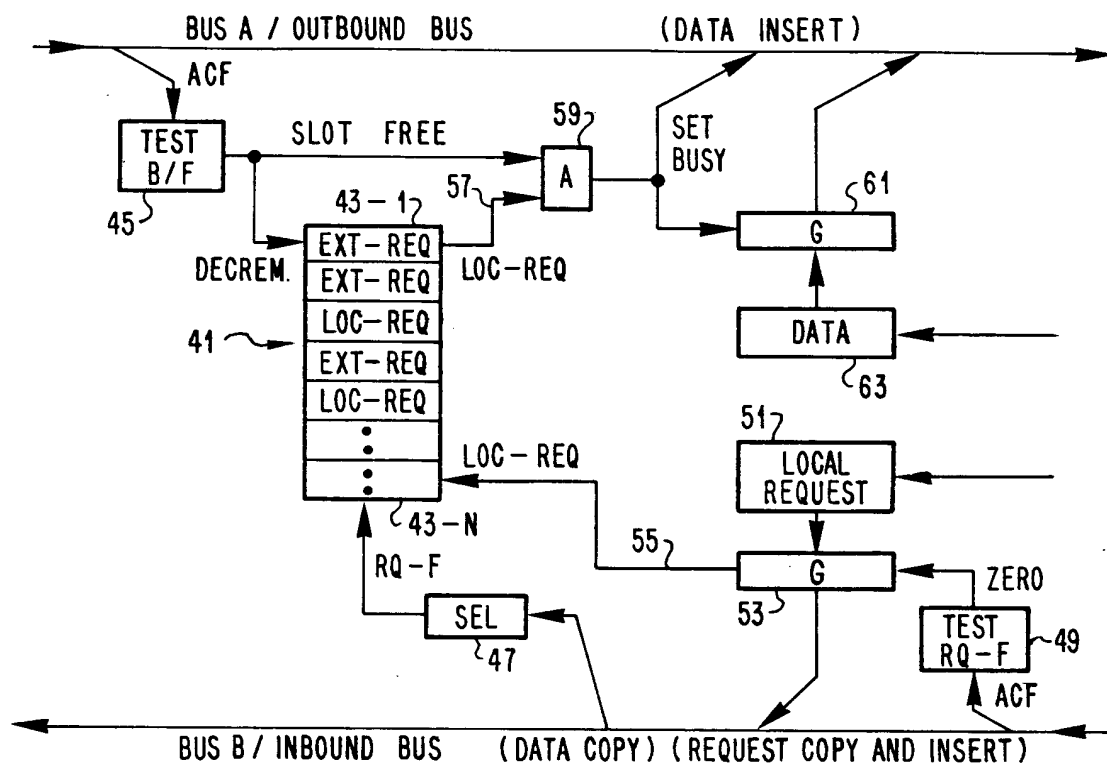 BUS A / OUTBOUND BUS (DATA INSERT)
ACF
TEST
B/F
45
SLOT FREE
59
A
SET
BUSY
57
61
G
43-1
DECREM.
LOC-REQ
EXT-REQ
EXT-REQ
LOC-REQ
EXT-REQ
LOC-REQ
41
DATA
63
51
LOCAL
REQUEST
LOC-REQ
43-N
55
RQ-F
G
53
ZERO
SEL
47
TEST
RQ-F
49
ACF
BUS B / INBOUND BUS (DATA COPY) (REQUEST COPY AND INSERT)